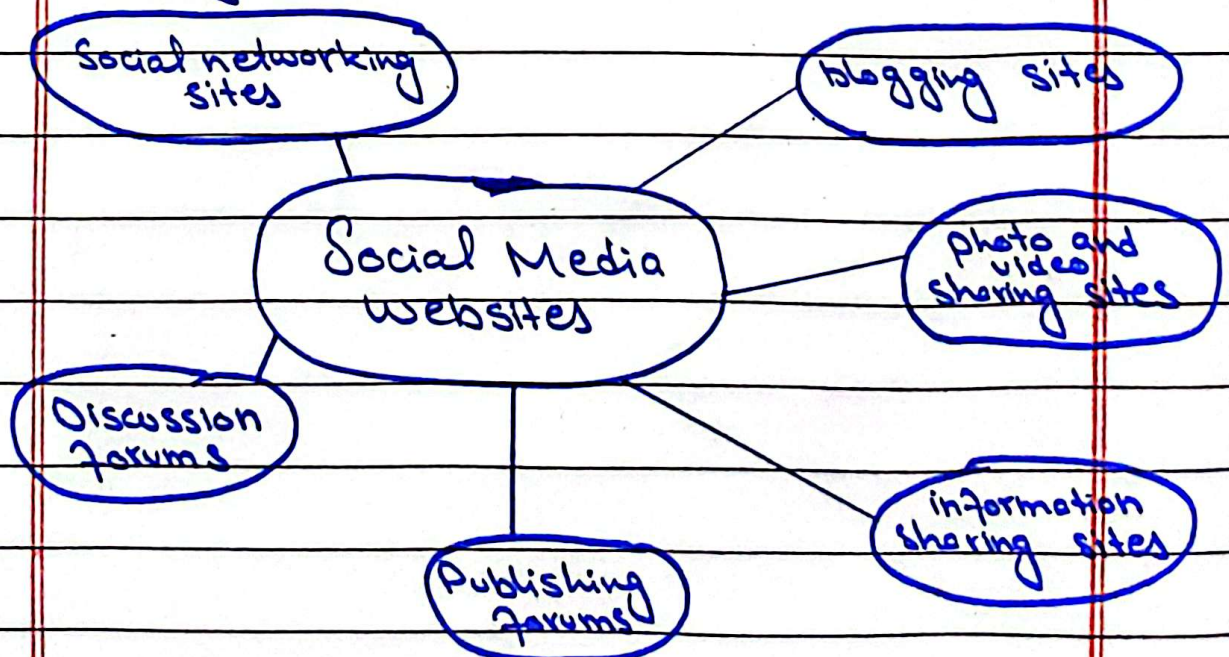 Social networking
sites
blogging sites
Social Media
websites
photo and
video
sharing sites
Discussion
forums
information
sharing sites
Publishing
forums